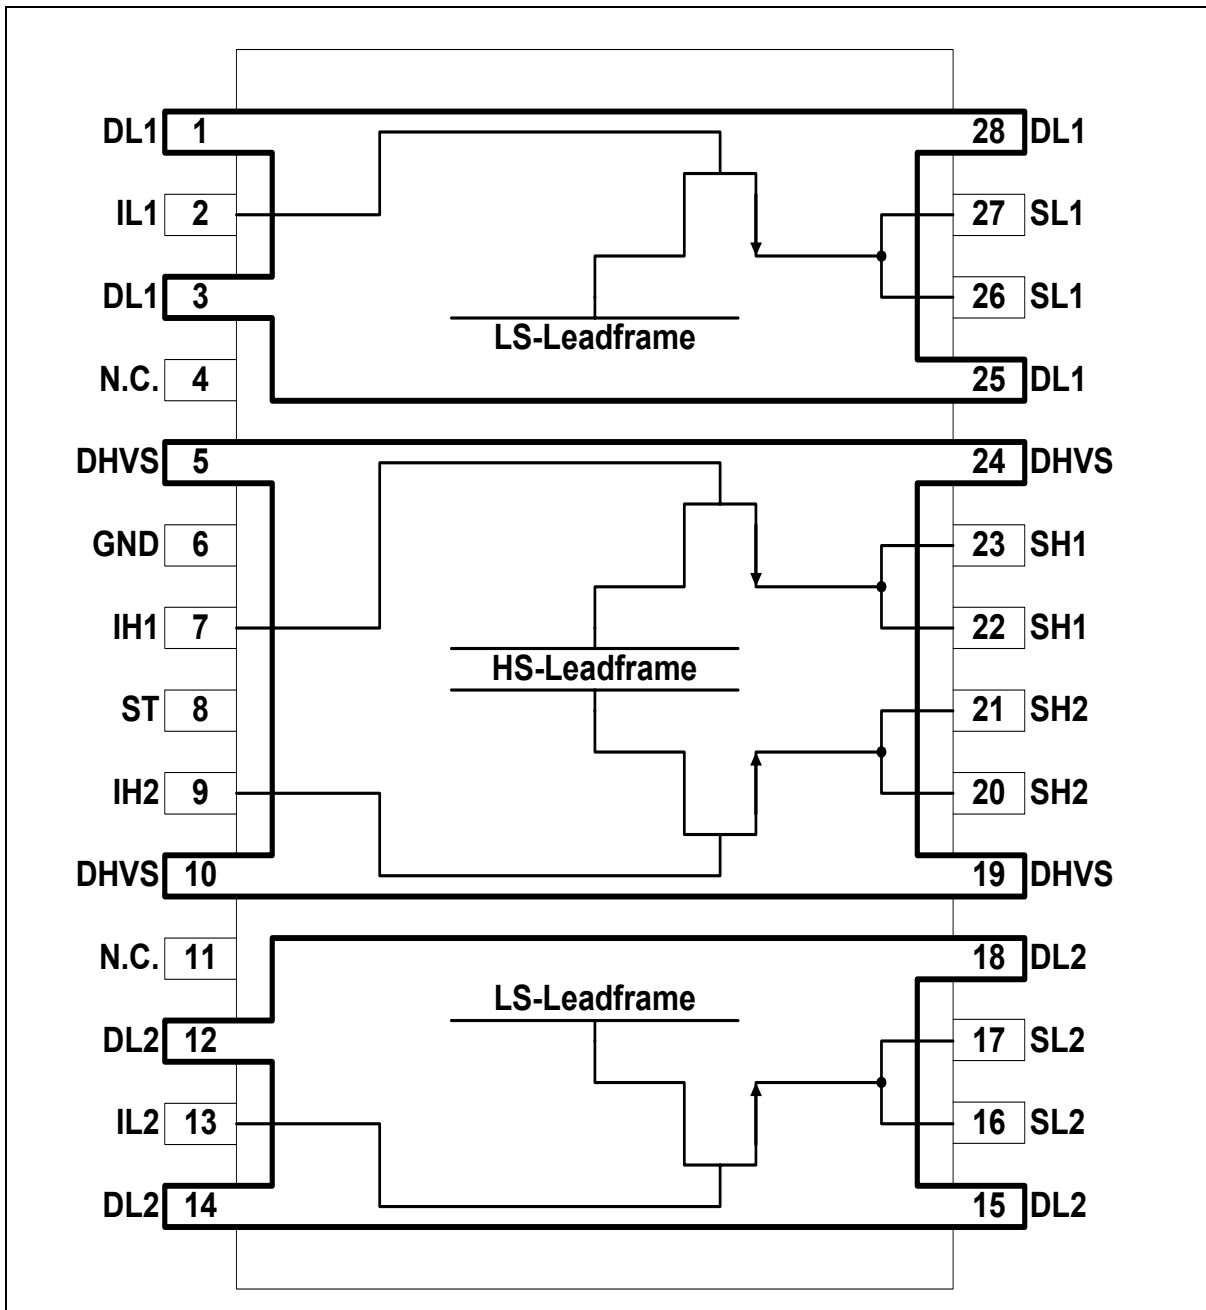 DL1 1 28 DL1
IL1 2 27 SL1
DL1 3 26 SL1
LS-Leadframe
N.C. 4 25 DL1
DHVS 5 24 DHVS
GND 6 23 SH1
IH1 7 22 SH1
HS-Leadframe
ST 8 21 SH2
IH2 9 20 SH2
DHVS 10 19 DHVS
N.C. 11 18 DL2
LS-Leadframe
DL2 12 17 SL2
IL2 13 16 SL2
DL2 14 15 DL2